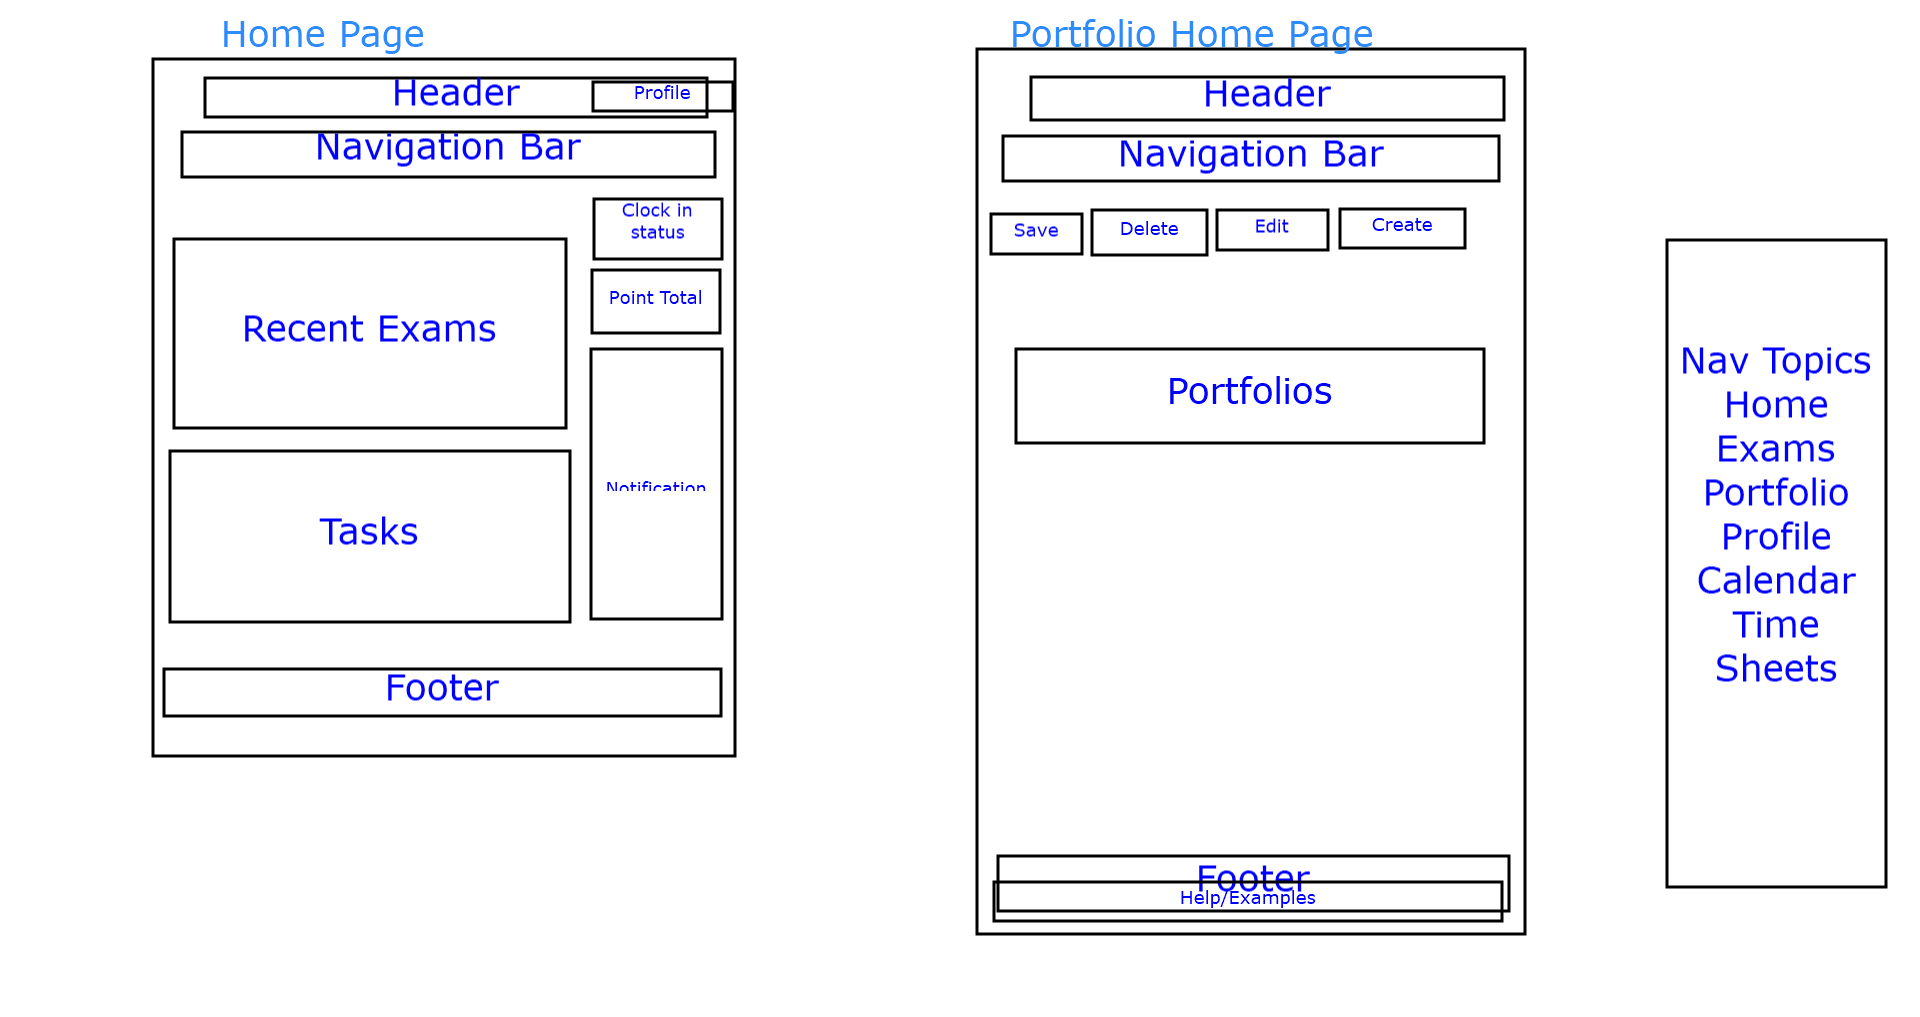 Home Page
Header
Profile
Navigation Bar
Clock in
status
Point Total
Recent Exams
Notification
Tasks
Footer
Portfolio Home Page
Header
Navigation Bar
Save
Delete
Edit
Create
Portfolios
Footer
Help/Examples
Nav Topics
Home
Exams
Portfolio
Profile
Calendar
Time
Sheets